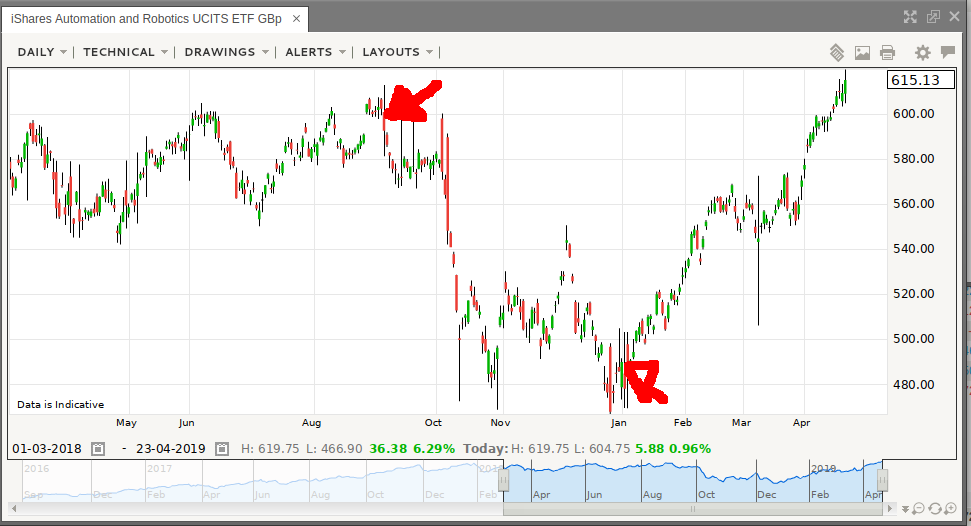 iShares Automation and Robotics UCITS ETF GBp ×
DAILY TECHNICAL DRAWINGS ALERTS LAYOUTS
615.13
600.00
580.00
560.00
540.00
520.00
500.00
480.00
Data is Indicative
May Jun Aug Oct Nov Jan Feb Mar Apr
01-03-2018 - 23-04-2019 H: 619.75 L: 466.90 36.38 6.29% Today: H: 619.75 L: 604.75 5.88 0.96%
2016 2017 2019
Sep Dec Feb Apr Jun Aug Oct Dec Feb Apr Jun Aug Oct Dec Feb Apr